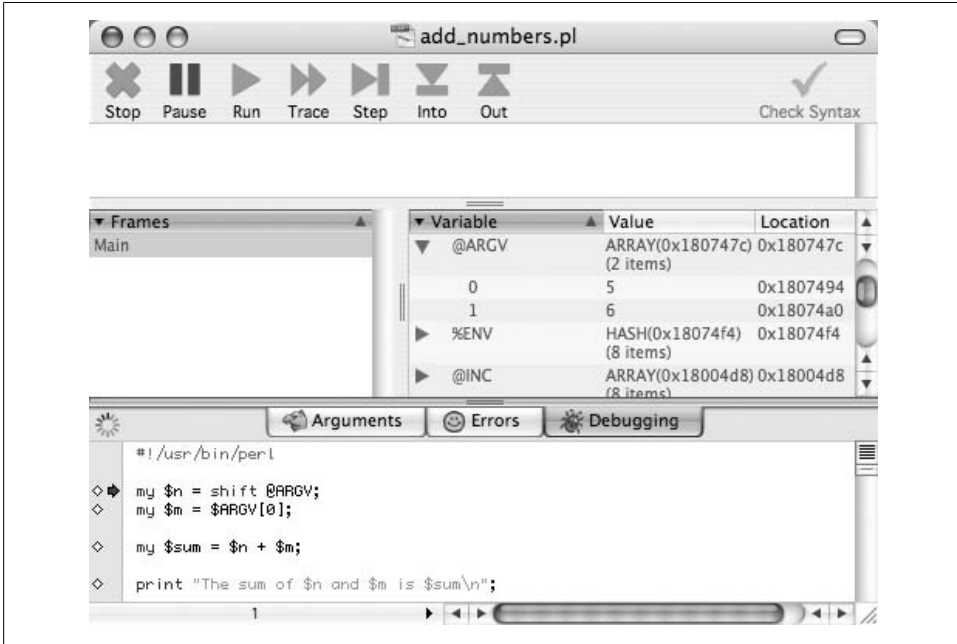 add_numbers.pl
Stop Pause Run Trace Step Into Out Check Syntax
Frames
Main
Variable Value Location
@ARGV ARRAY(0x180747c) 0x180747c
(2 items)
0 5 0x1807494
1 6 0x18074a0
%ENV HASH(0x18074f4) 0x18074f4
(8 items)
@INC ARRAY(0x18004d8) 0x18004d8
(8 items)
Arguments Errors Debugging
#!/usr/bin/perl
my $n = shift @ARGV;
my $m = $ARGV[0];
my $sum = $n + $m;
print "The sum of $n and $m is $sum\n";
1